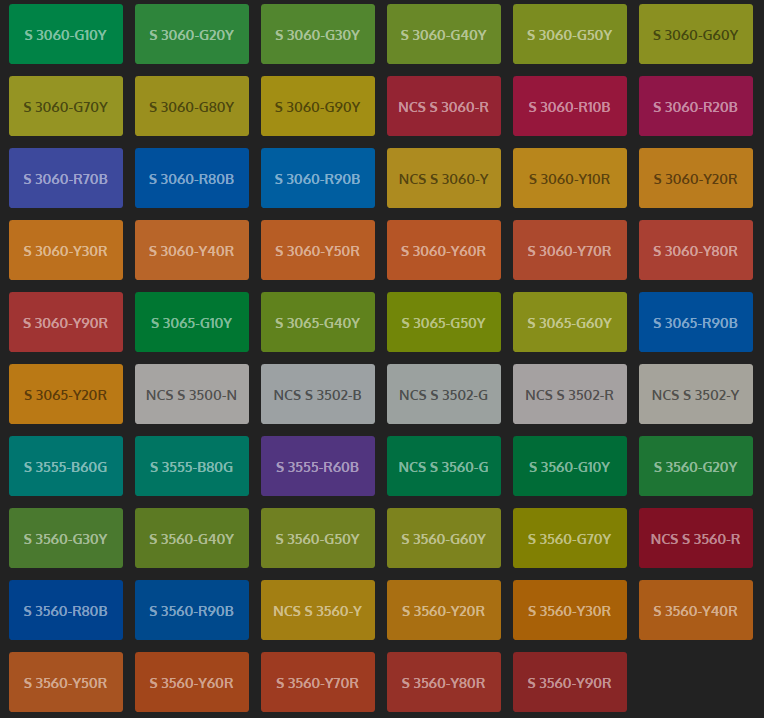 S 3060-G10Y
S 3060-G20Y
S 3060-G30Y
S 3060-G40Y
S 3060-G50Y
S 3060-G60Y
S 3060-G70Y
S 3060-G80Y
S 3060-G90Y
NCS S 3060-R
S 3060-R10B
S 3060-R20B
S 3060-R70B
S 3060-R80B
S 3060-R90B
NCS S 3060-Y
S 3060-Y10R
S 3060-Y20R
S 3060-Y30R
S 3060-Y40R
S 3060-Y50R
S 3060-Y60R
S 3060-Y70R
S 3060-Y80R
S 3060-Y90R
S 3065-G10Y
S 3065-G40Y
S 3065-G50Y
S 3065-G60Y
S 3065-R90B
S 3065-Y20R
NCS S 3500-N
NCS S 3502-B
NCS S 3502-G
NCS S 3502-R
NCS S 3502-Y
S 3555-B60G
S 3555-B80G
S 3555-R60B
NCS S 3560-G
S 3560-G10Y
S 3560-G20Y
S 3560-G30Y
S 3560-G40Y
S 3560-G50Y
S 3560-G60Y
S 3560-G70Y
NCS S 3560-R
S 3560-R80B
S 3560-R90B
NCS S 3560-Y
S 3560-Y20R
S 3560-Y30R
S 3560-Y40R
S 3560-Y50R
S 3560-Y60R
S 3560-Y70R
S 3560-Y80R
S 3560-Y90R